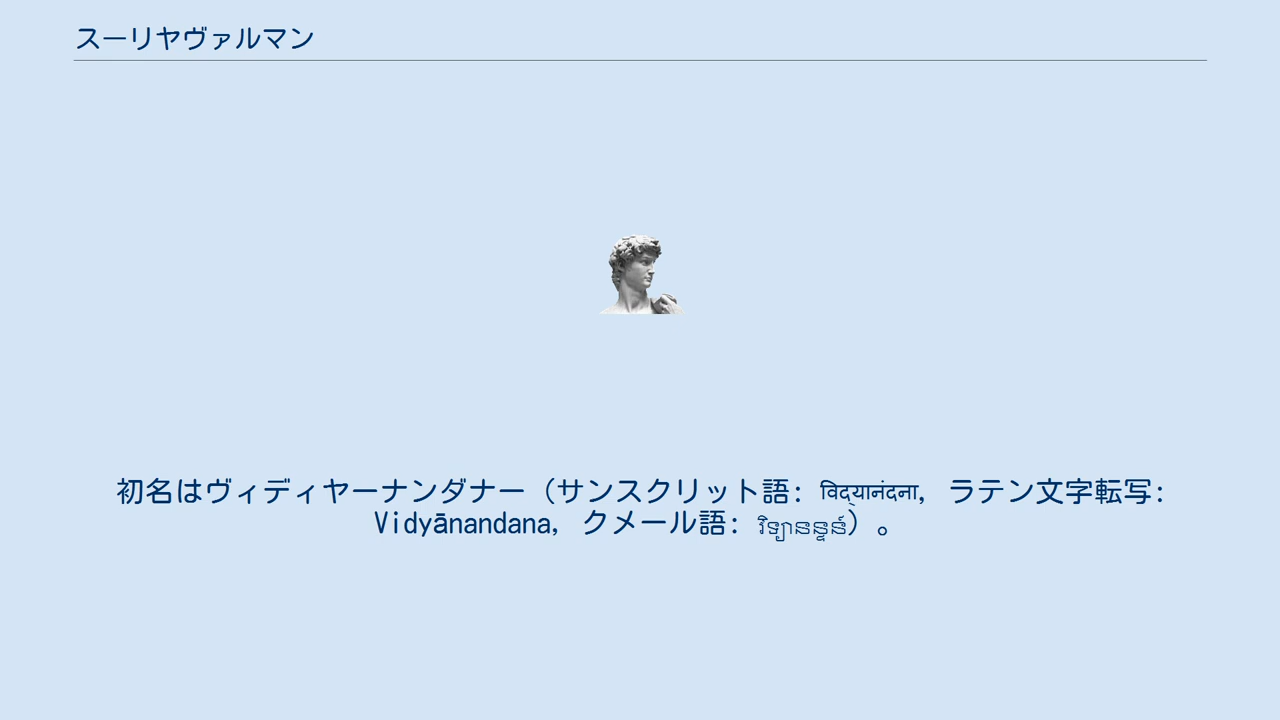 スーリヤヴァルマン
初名はヴィディヤーナンダナー（サンスクリット語: विद्यानंदना, ラテン文字転写:
Vidyānandana, クメール語: វិទ្យានន្ទន៍）。